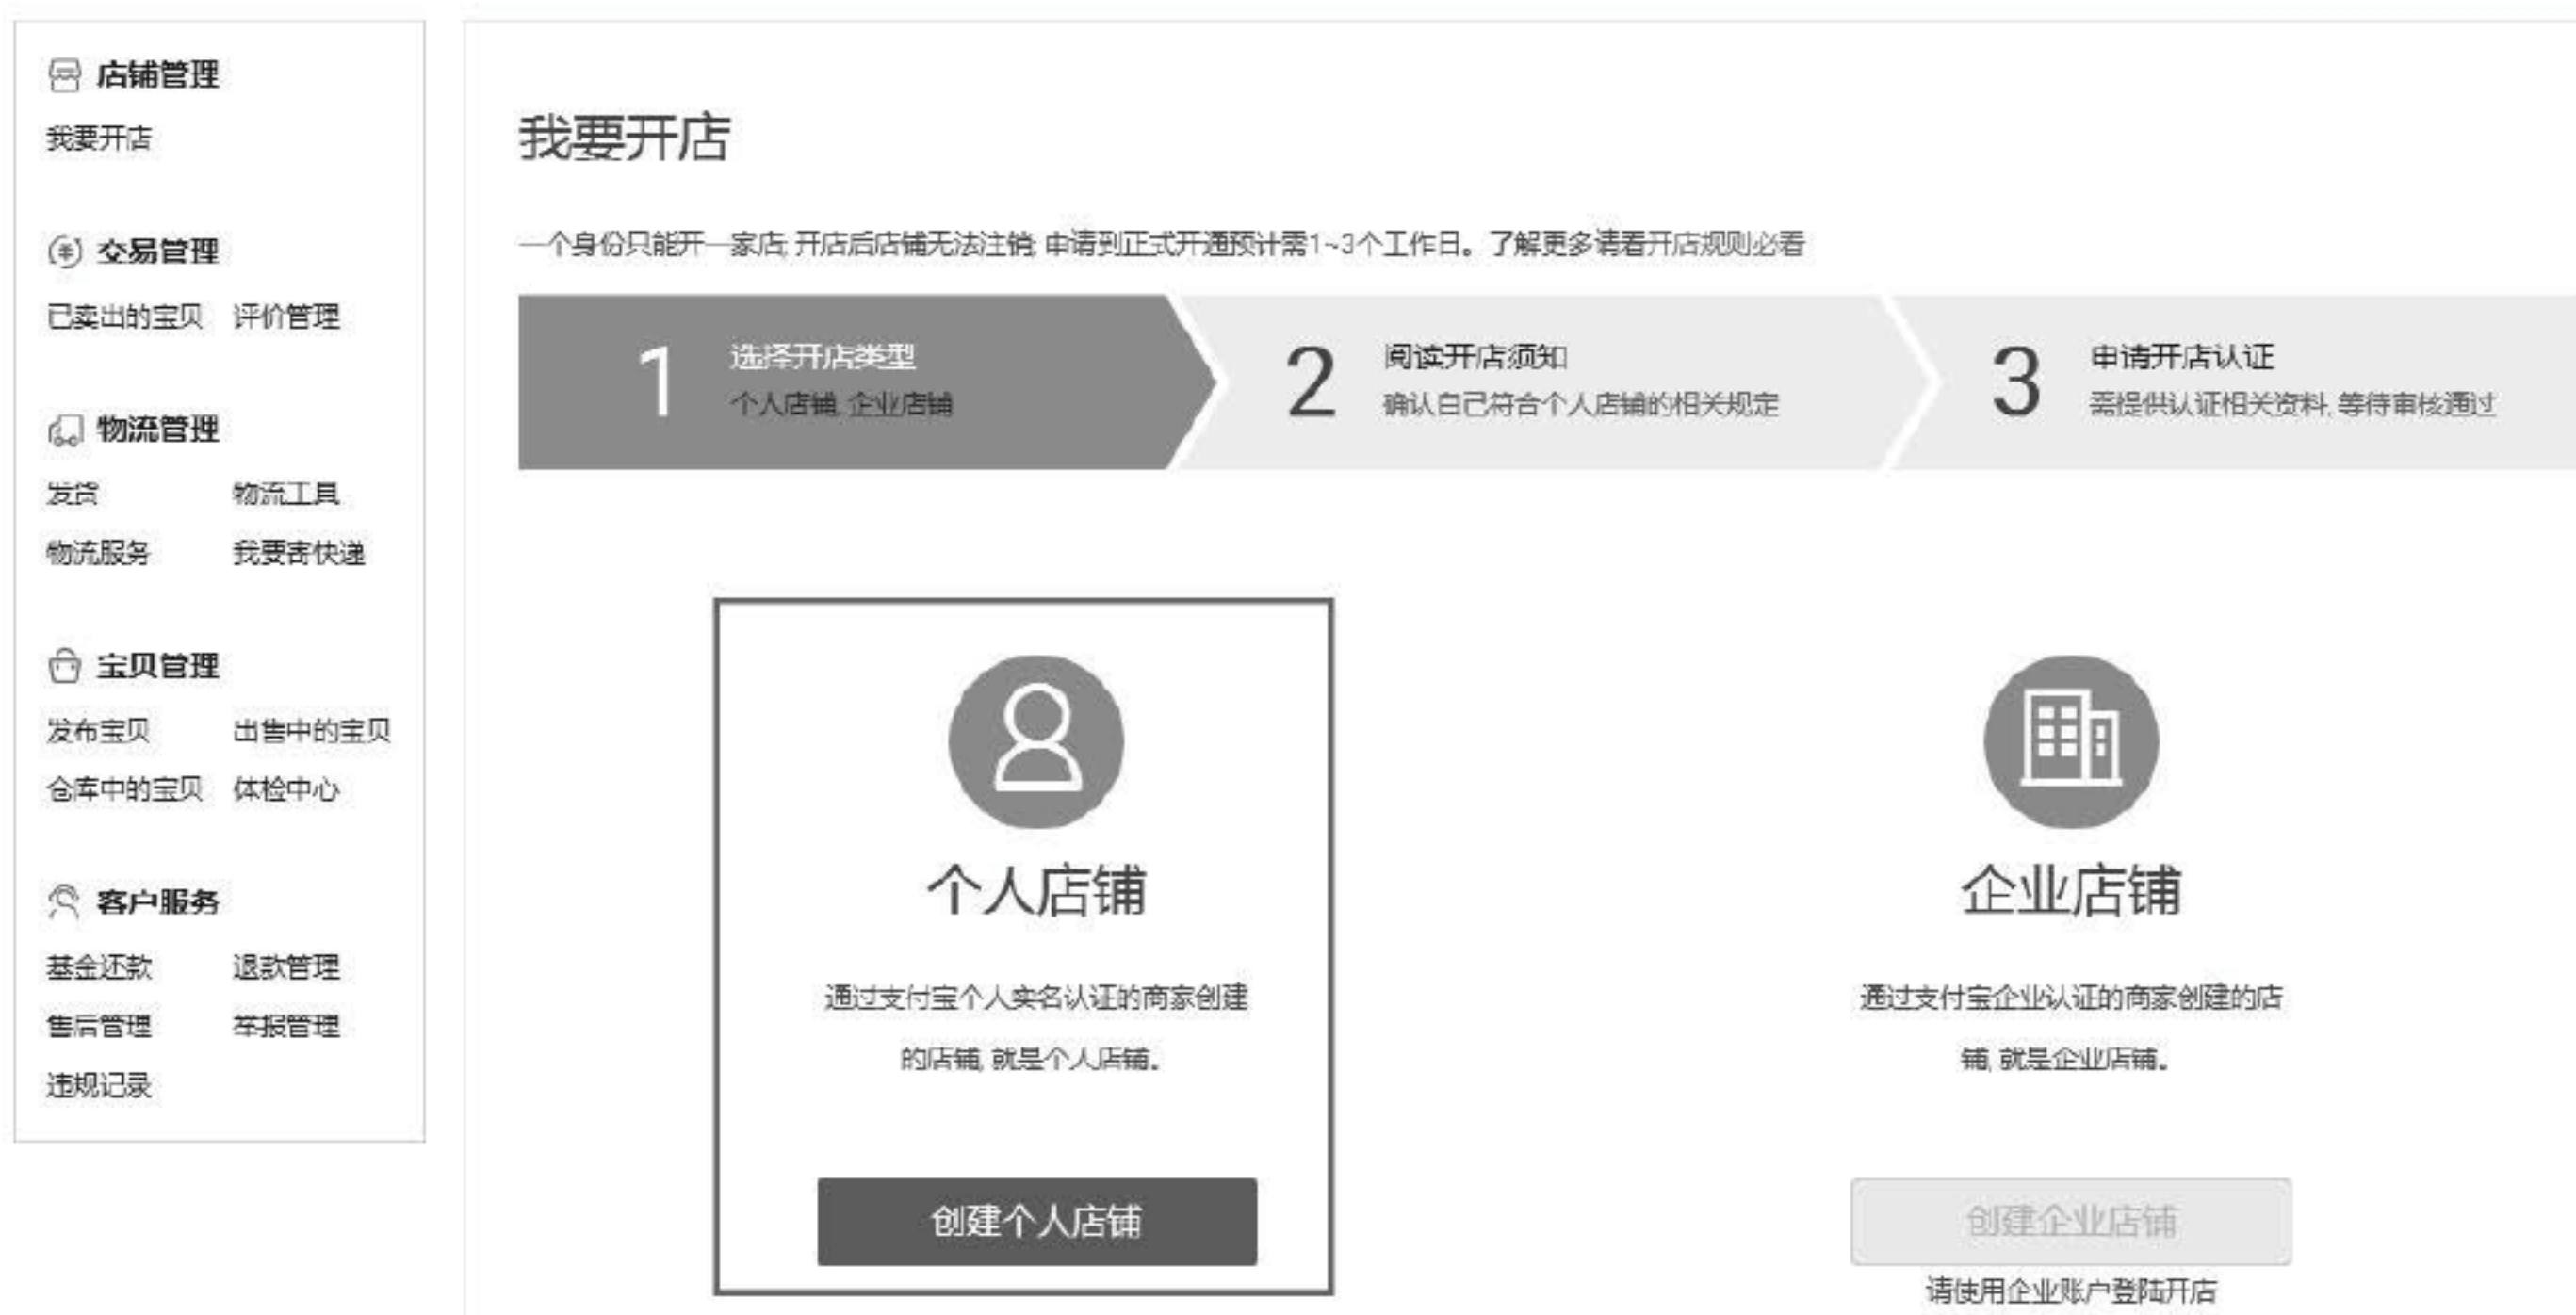 店铺管理
我要开店
交易管理
已卖出的宝贝 评价管理
物流管理
发货 物流工具
物流服务 我要寄快递
宝贝管理
发布宝贝 出售中的宝贝
仓库中的宝贝 体检中心
客户服务
基金还款 退款管理
售后管理 举报管理
违规记录
我要开店
一个身份只能开一家店,开店后店铺无法注销;申请到正式开通预计需1~3个工作日。了解更多请看开店规则必看
1 选择开店类型
个人店铺,企业店铺
2 阅读开店须知
确认自己符合个人店铺的相关规定
3 申请开店认证
需提供认证相关资料,等待审核通过
个人店铺
通过支付宝个人实名认证的商家创建
的店铺,就是个人店铺。
创建个人店铺
企业店铺
通过支付宝企业认证的商家创建的店
铺,就是企业店铺。
创建企业店铺
请使用企业账户登陆开店